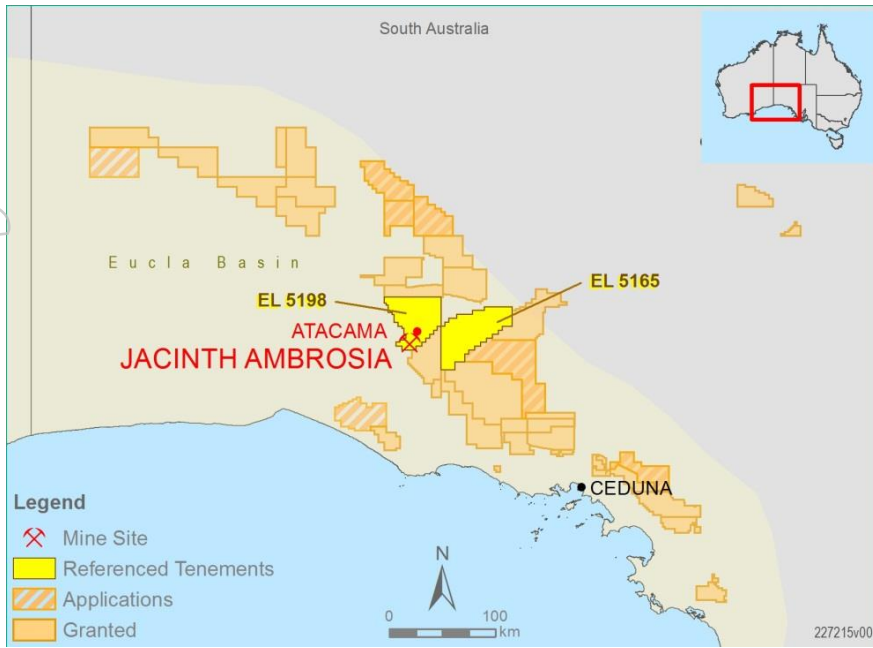 South Australia
Eucla Basin
EL 5198
EL 5165
ATACAMA
JACINTH AMBROSIA
CEDUNA
Legend
Mine Site
Referenced Tenements
Applications
Granted
N
0 100
km
227215v00